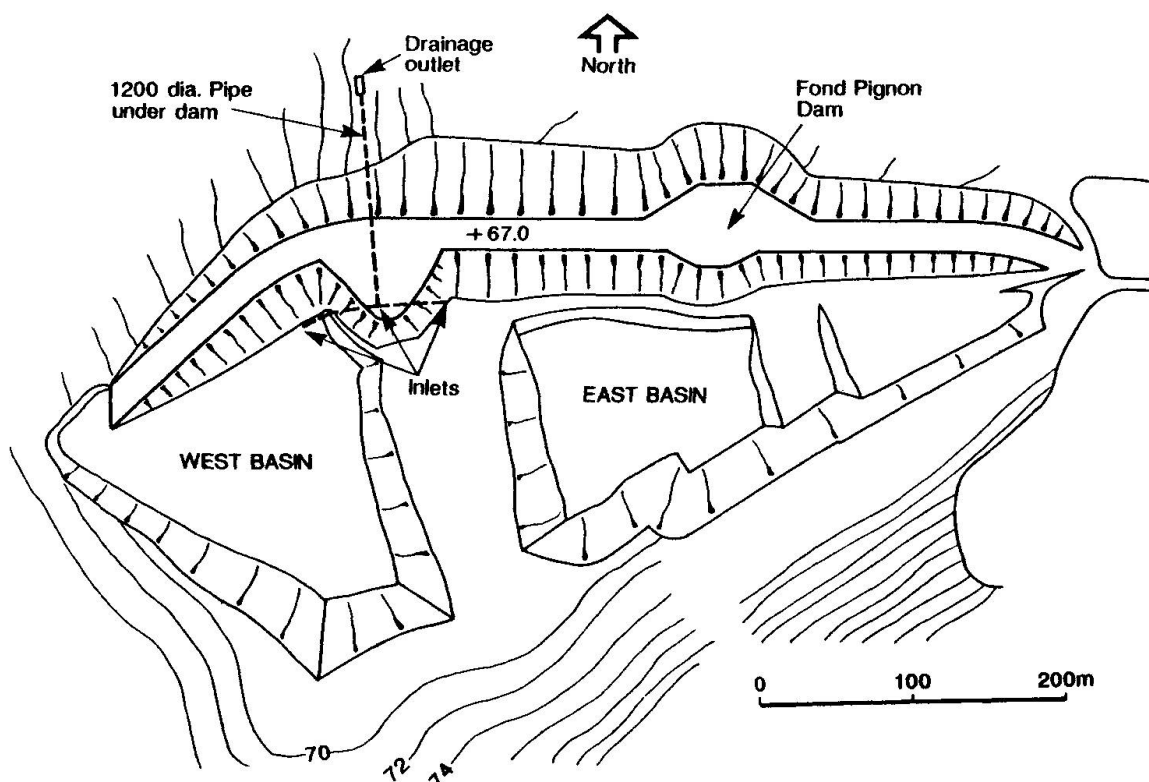 Drainage
outlet
North
1200 dia. Pipe
under dam
Fond Pignon
Dam
+67.0
Inlets
EAST BASIN
WEST BASIN
0 100 200m
70
72
74